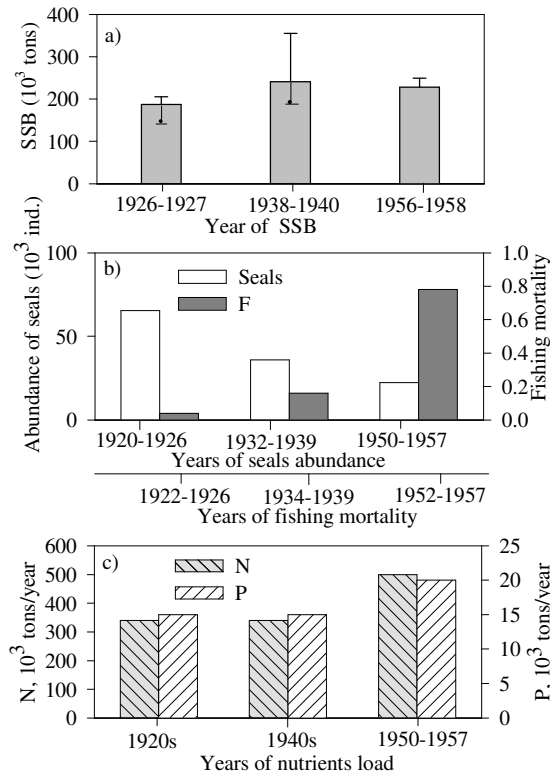 a)
SSB (10³ tons)
400
300
200
100
0
1926-1927 1938-1940 1956-1958
Year of SSB
b)
Abundance of seals (10³ ind.)
100
50
0
Seals
F
Fishing mortality
1.0
0.8
0.6
0.4
0.2
0.0
1920-1926 1932-1939 1950-1957
Years of seals abundance
1922-1926 1934-1939 1952-1957
Years of fishing mortality
c)
N, 10³ tons/year
600
500
400
300
200
100
0
N
P
P, 10³ tons/year
25
20
15
10
5
0
1920s 1940s 1950-1957
Years of nutrients load